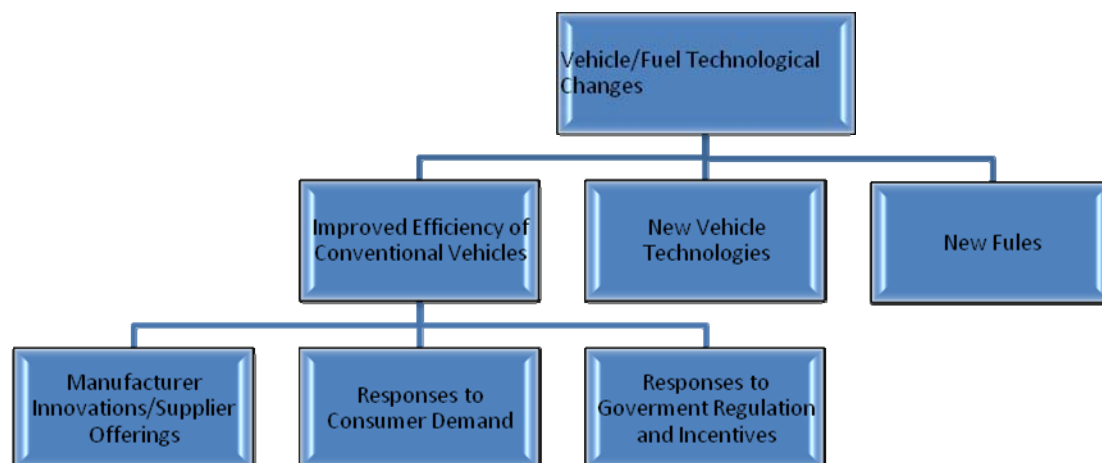 Vehicle/Fuel Technological
Changes
Improved Efficiency of
Conventional Vehicles
New Vehicle
Technologies
New Fules
Manufacturer
Innovations/Supplier
Offerings
Responses to
Consumer Demand
Responses to
Goverment Regulation
and Incentives